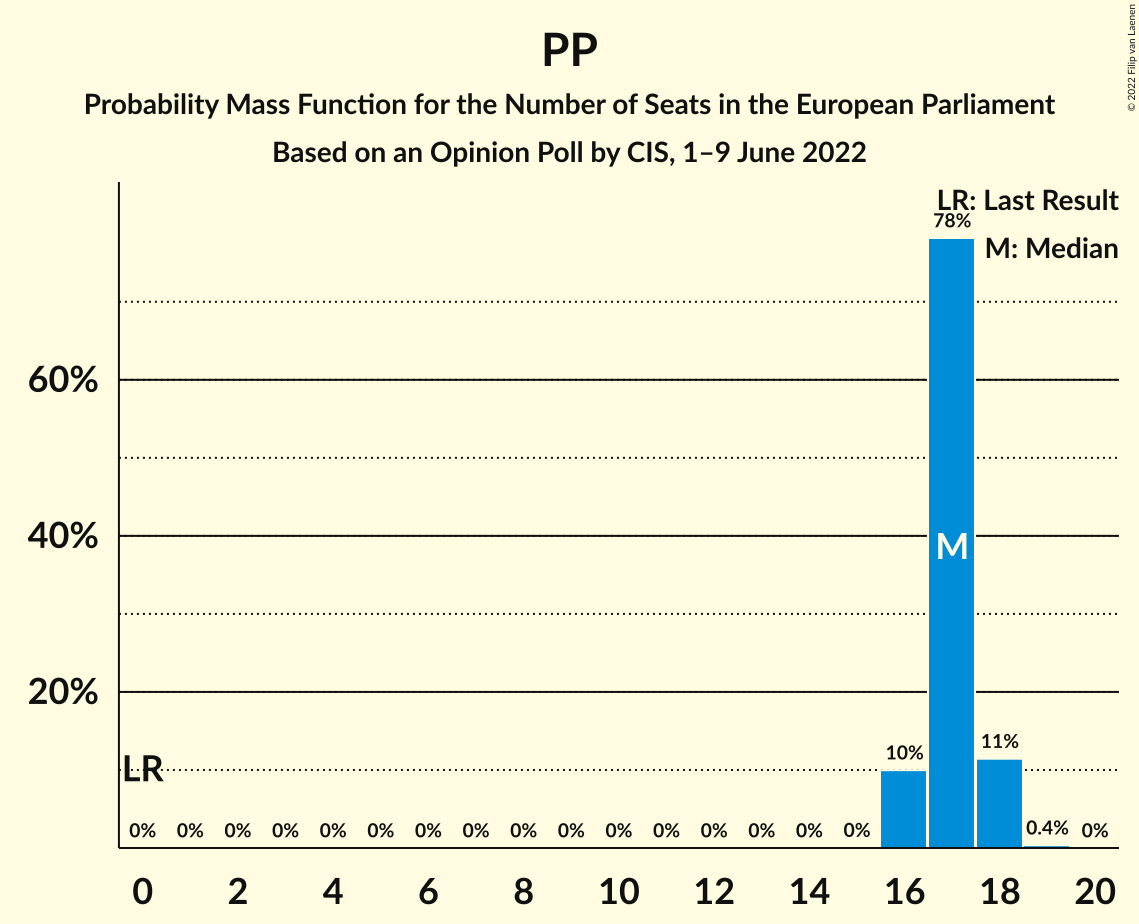 PP
Probability Mass Function for the Number of Seats in the European Parliament
Based on an Opinion Poll by CIS, 1–9 June 2022
© 2022 Filip van Laenen
LR: Last Result
M: Median
78%
60%
40%
20%
M
LR
10%
11%
0% 0% 0% 0% 0% 0% 0% 0% 0% 0% 0% 0% 0% 0% 0% 0% 0.4% 0%
0 2 4 6 8 10 12 14 16 18 20